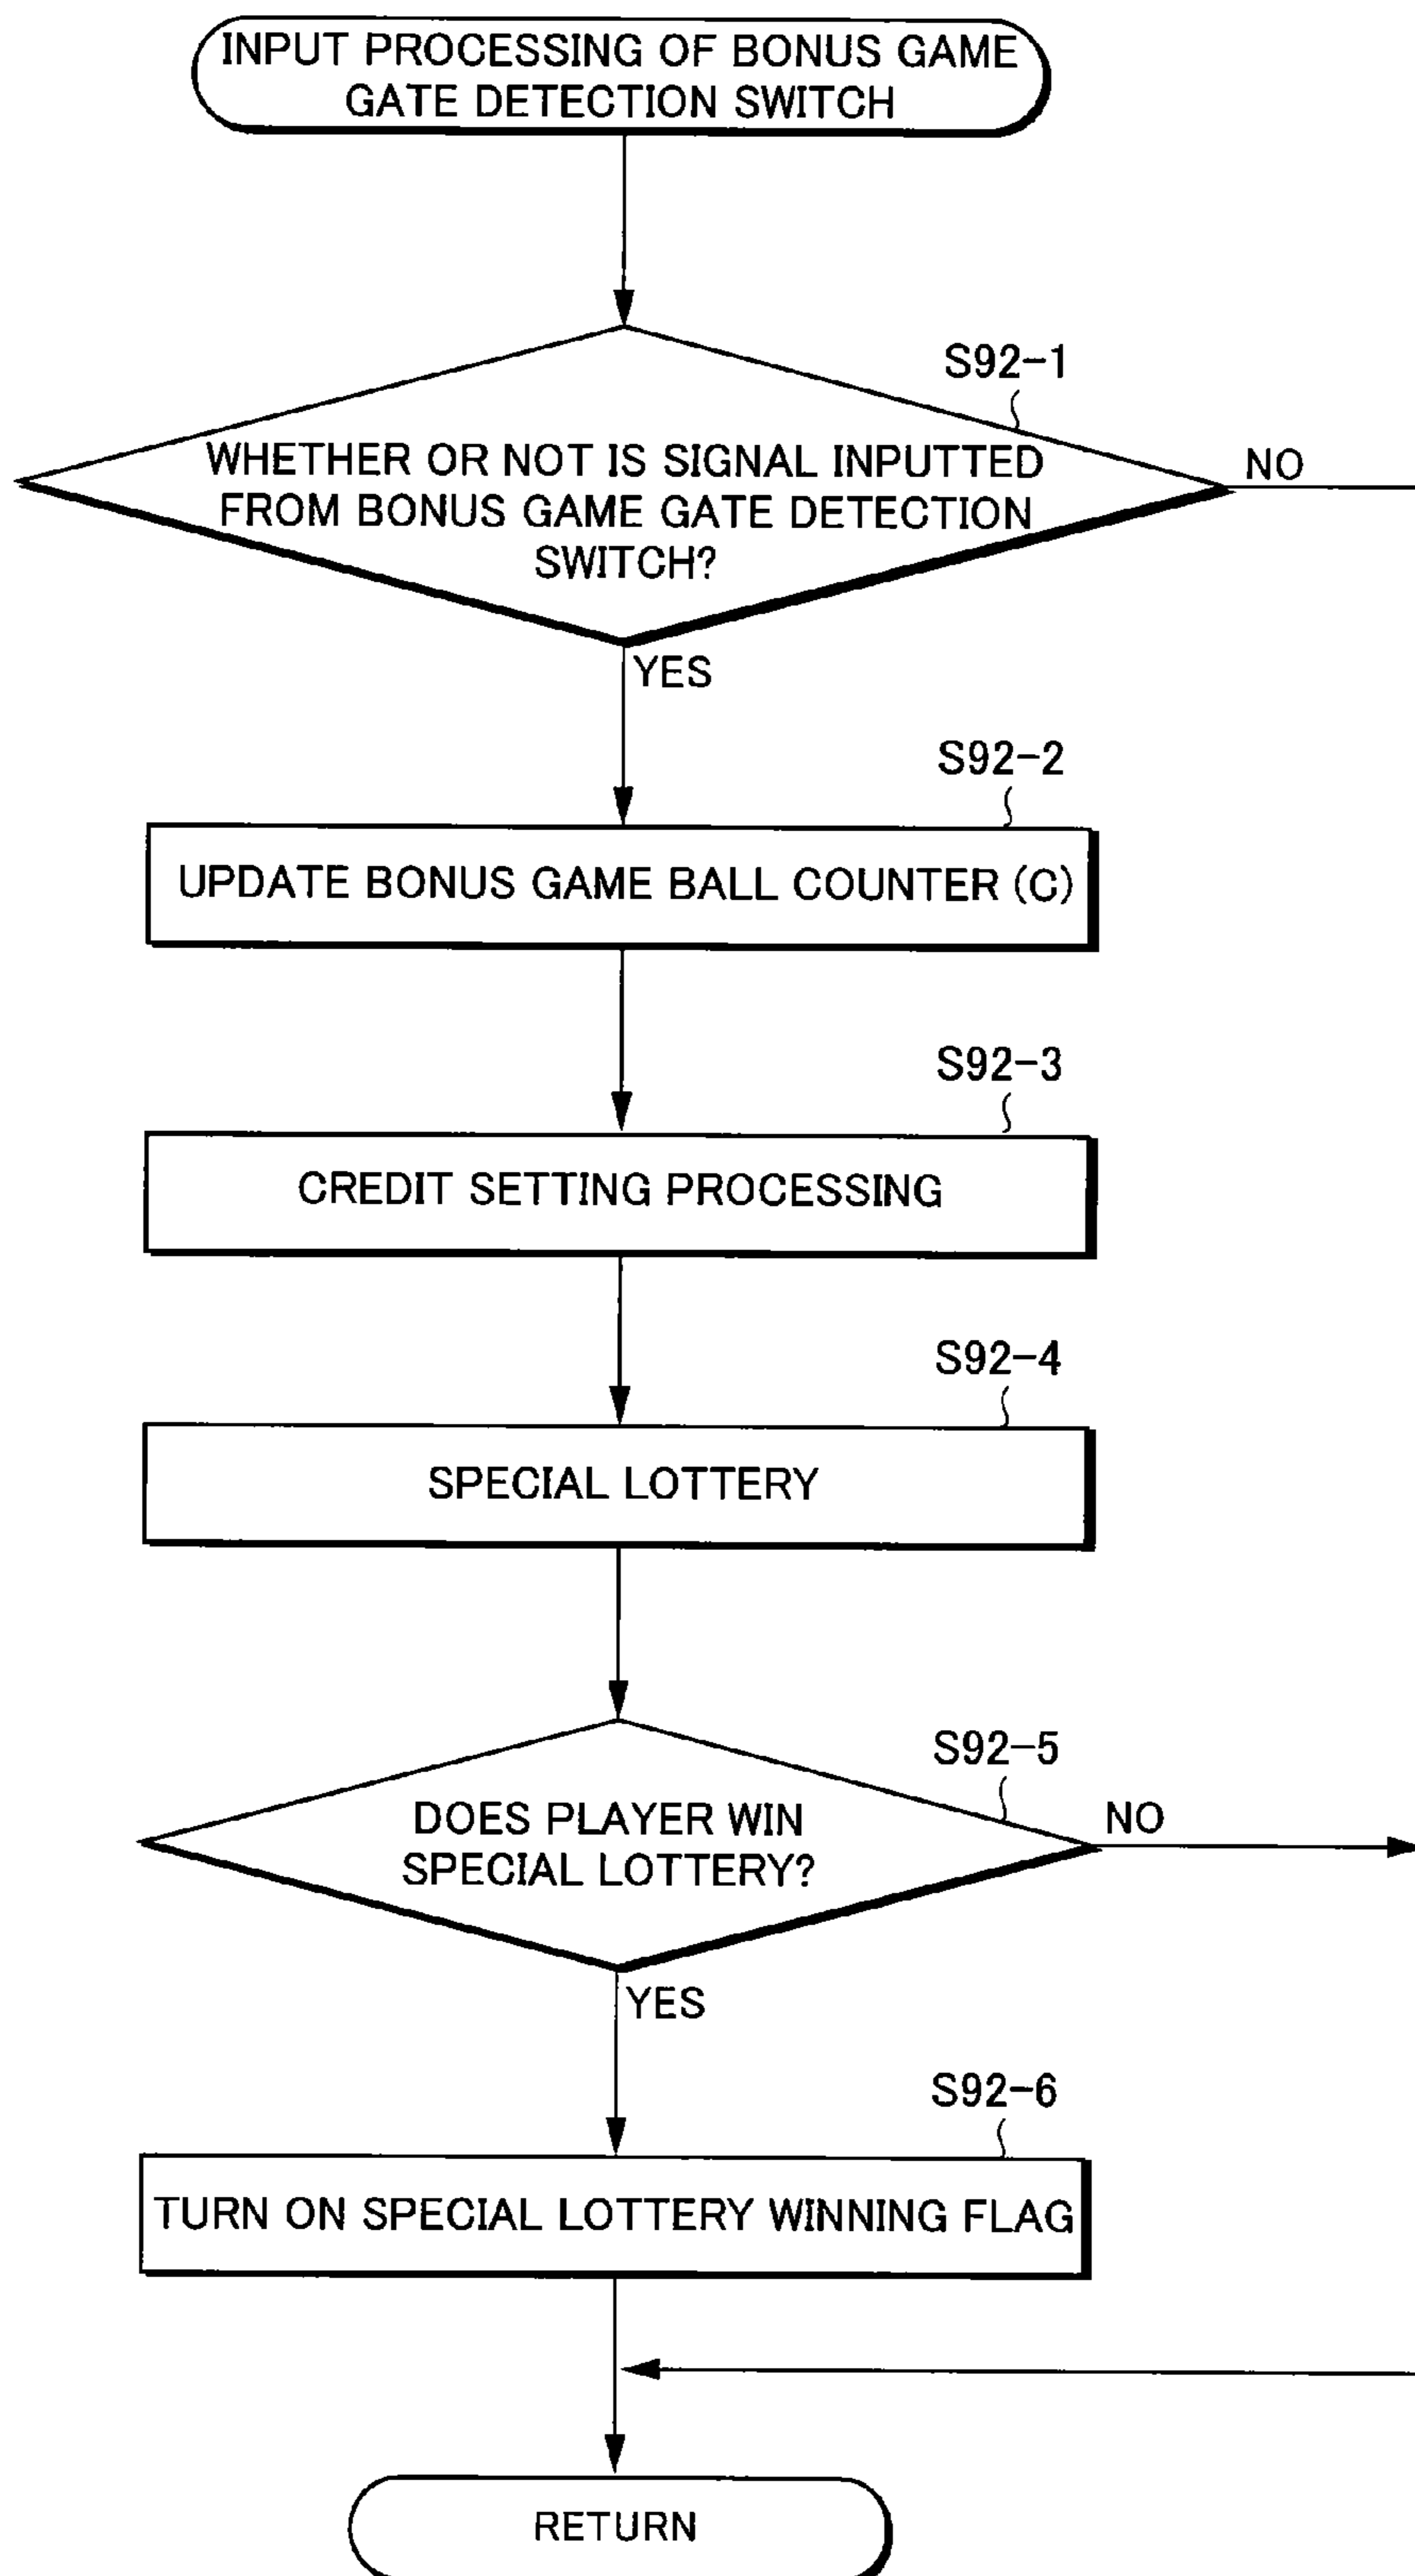 INPUT PROCESSING OF BONUS GAME
GATE DETECTION SWITCH
S92-1
WHETHER OR NOT IS SIGNAL INPUTTED
FROM BONUS GAME GATE DETECTION
SWITCH?
NO
YES
S92-2
UPDATE BONUS GAME BALL COUNTER (C)
S92-3
CREDIT SETTING PROCESSING
S92-4
SPECIAL LOTTERY
S92-5
DOES PLAYER WIN
SPECIAL LOTTERY?
NO
YES
S92-6
TURN ON SPECIAL LOTTERY WINNING FLAG
RETURN